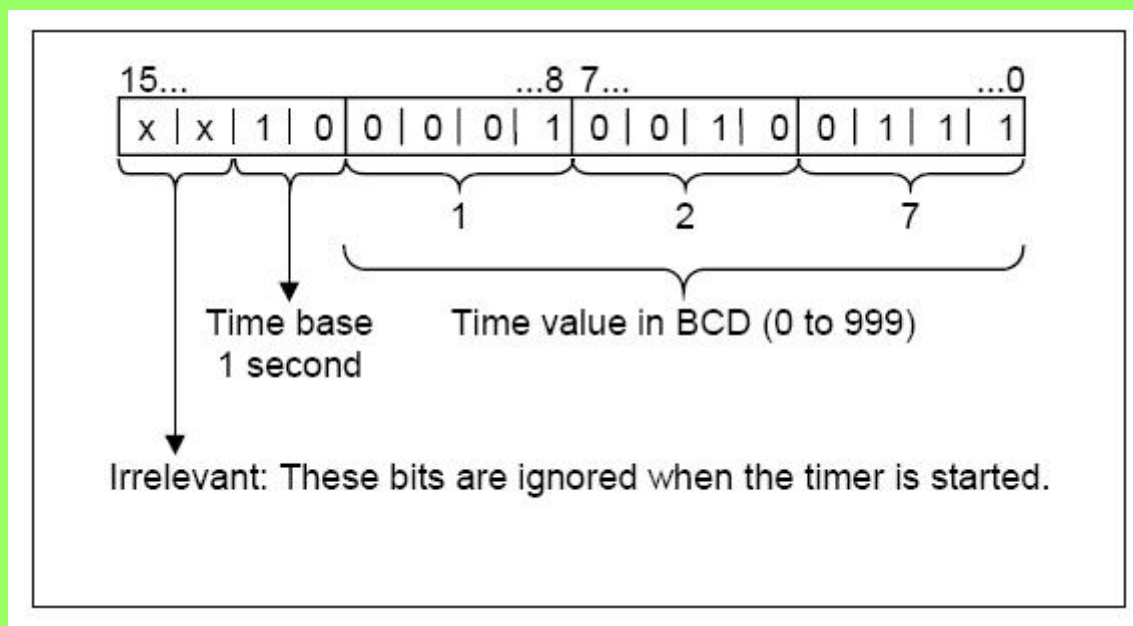 15... ...8 7... ...0
x | x | 1 | 0 | 0 | 0 | 0 | 1 | 0 | 0 | 1 | 0 | 0 | 1 | 1 | 1
1 2 7
Time base Time value in BCD (0 to 999)
1 second
Irrelevant: These bits are ignored when the timer is started.